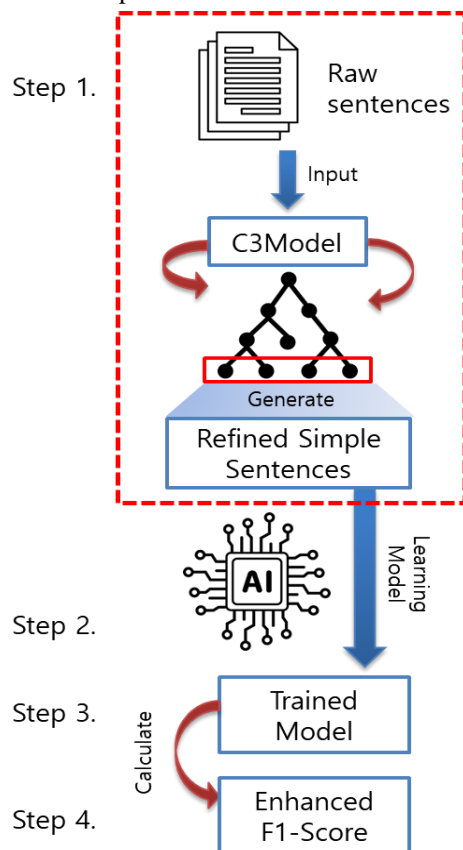 Step 1.
Raw
sentences
Input
C3Model
Generate
Refined Simple
Sentences
Learning
Model
AI
Step 2.
Step 3.
Trained
Model
Calculate
Step 4.
Enhanced
F1-Score